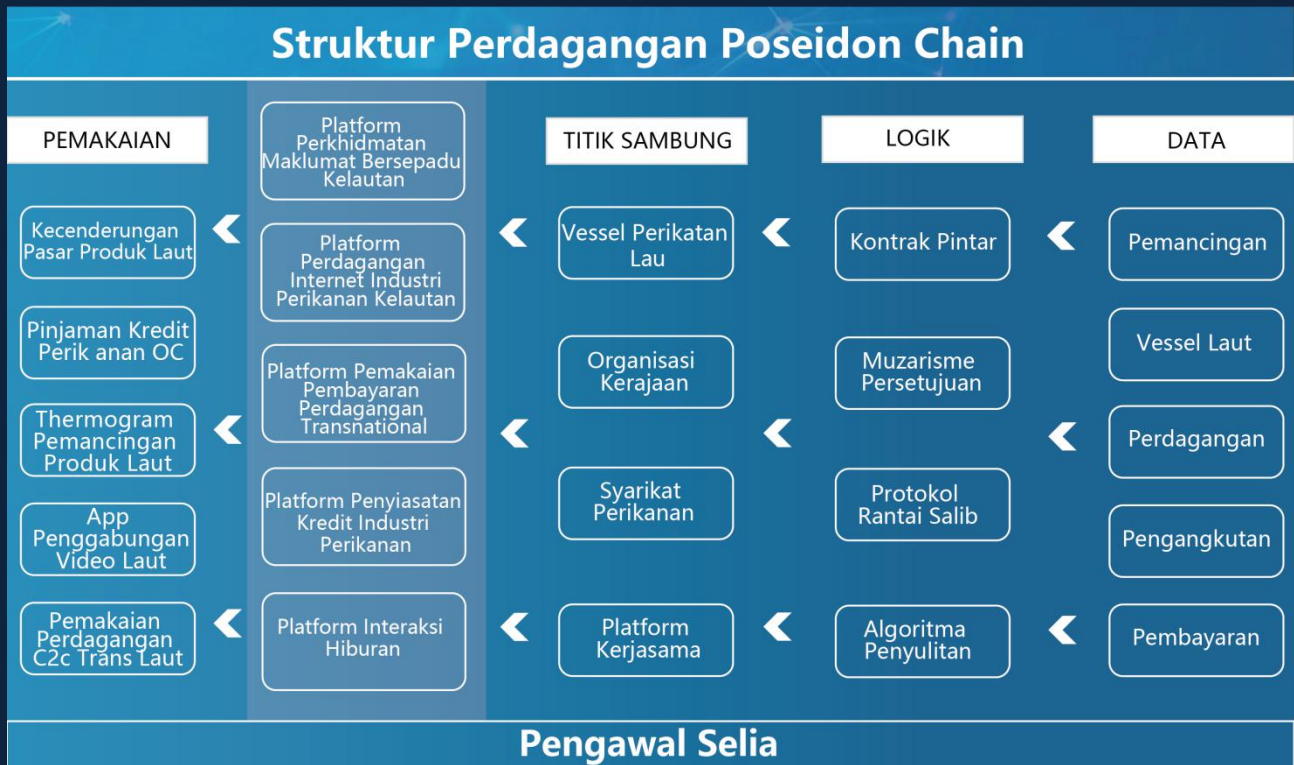 Struktur Perdagangan Poseidon Chain
PEMAKAIAN
Kecenderungan
Pasar Produk Laut
Pinjaman Kredit
Perik anan OC
Thermogram
Pemancingan
Produk Laut
App
Penggabungan
Video Laut
Pemakaian
Perdagangan
C2c Trans Laut
Platform
Perkhidmatan
Maklumat Bersepadu
Kelautan
Platform
Perdagangan
Internet Industri
Perikanan Kelautan
Platform Pemakaian
Pembayaran
Perdagangan
Transnational
Platform Penyiasatan
Kredit Industri
Perikanan
Platform Interaksi
Hiburan
TITIK SAMBUNG
Vessel Perikatan
Lau
Organisasi
Kerajaan
Syarikat
Perikanan
Platform
Kerjasama
LOGIK
Kontrak Pintar
Muzarisme
Persetujuan
Protokol
Rantai Salib
Algoritma
Penyulitan
DATA
Pemancingan
Vessel Laut
Perdagangan
Pengangkutan
Pembayaran
Pengawal Selia